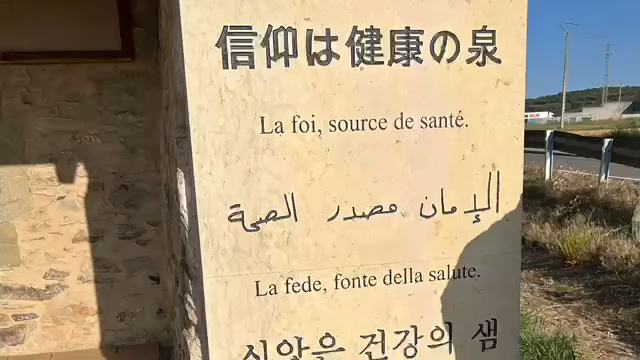 信仰は健康の泉
La foi, source de santé.
الإمان مصدر الصحة
La fede, fonte della salute.
신앙은 건강의 샘